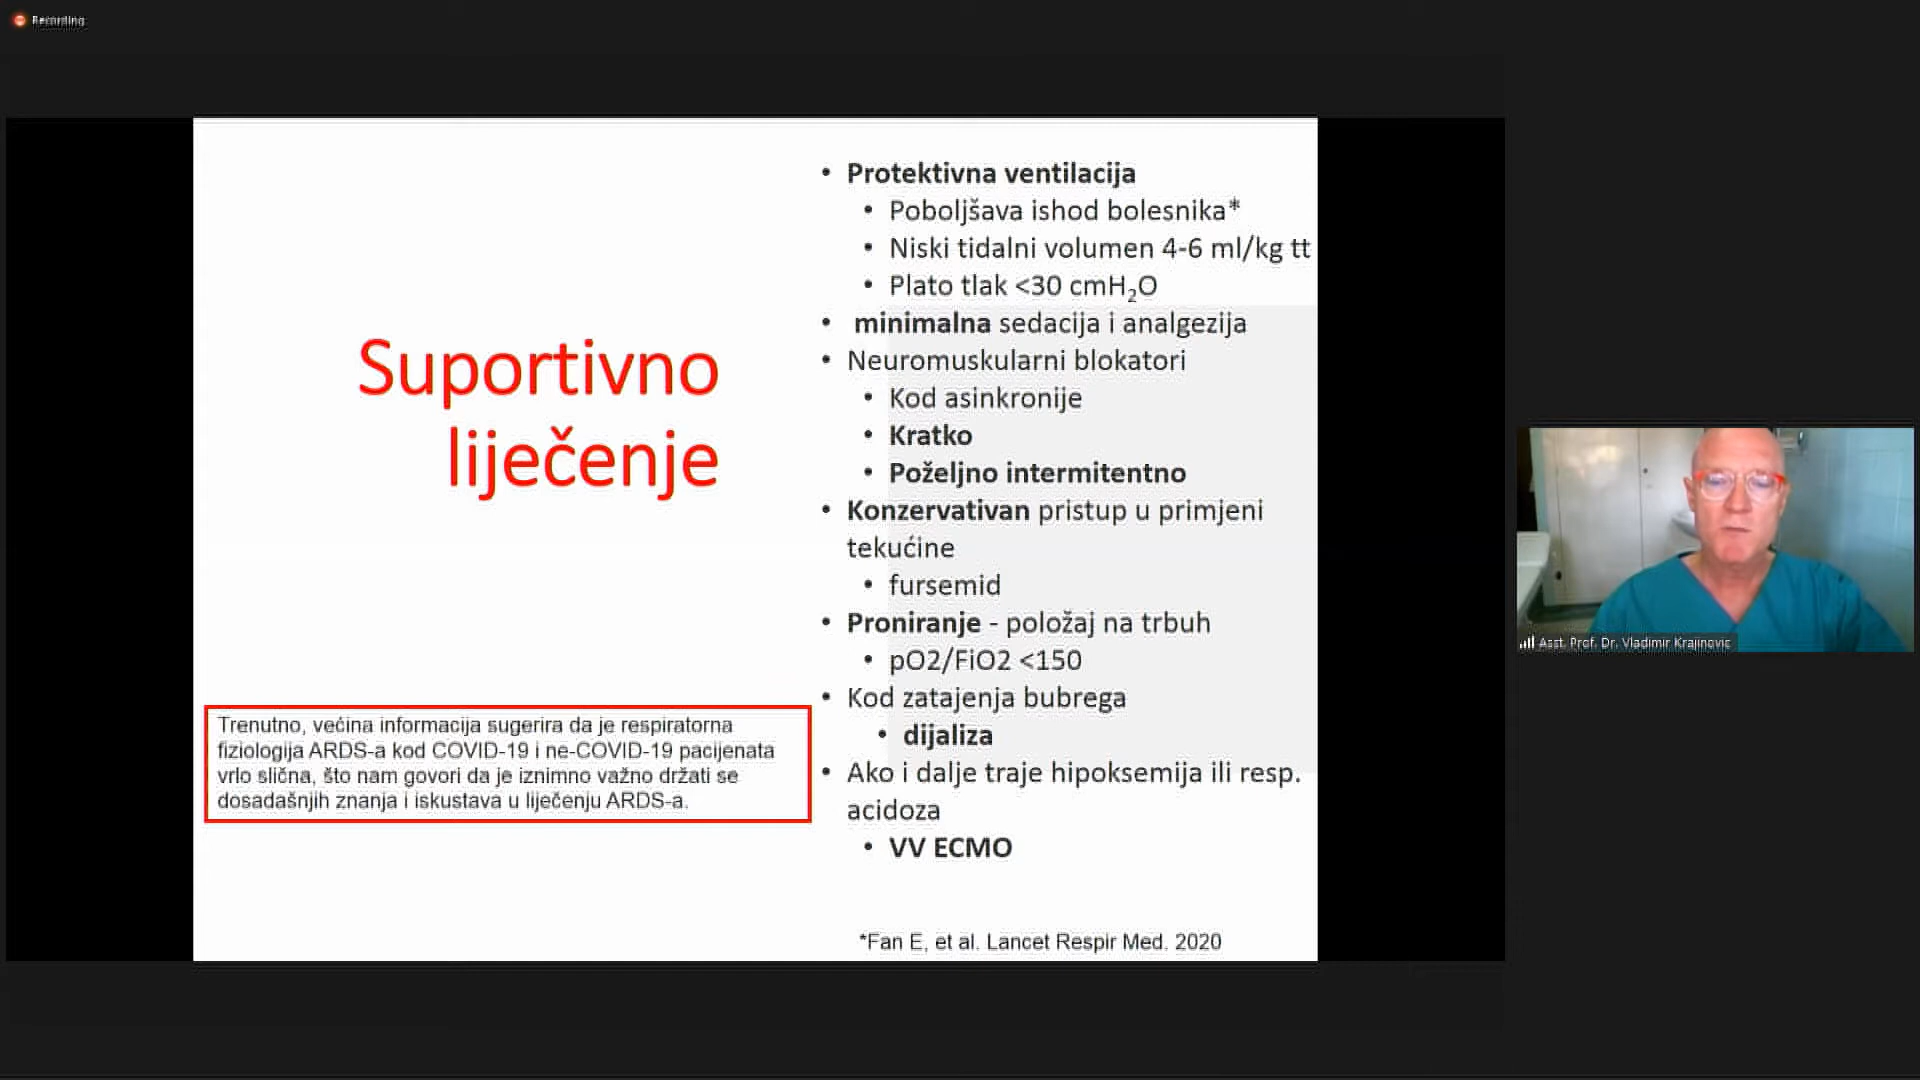 Recording
Suportivno
liječenje
Trenutno, većina informacija sugerira da je respiratorna
fiziologija ARDS-a kod COVID-19 i ne-COVID-19 pacijenata
vrlo slična, što nam govori da je iznimno važno držati se
dosadašnjih znanja i iskustava u liječenju ARDS-a.
• Protektivna ventilacija
• Poboljšava ishod bolesnika*
• Niski tidalni volumen 4-6 ml/kg tt
• Plato tlak <30 cmH₂O
• minimalna sedacija i analgezija
• Neuromuskularni blokatori
• Kod asinkronije
• Kratko
• Poželjno intermitentno
• Konzervativan pristup u primjeni
tekućine
• fursemid
• Proniranje - položaj na trbuh
• pO2/FiO2 <150
• Kod zatajenja bubrega
• dijaliza
• Ako i dalje traje hipoksemija ili resp.
acidoza
• VV ECMO
*Fan E, et al. Lancet Respir Med. 2020
Asst. Prof. Dr. Vladimir Krajinovic